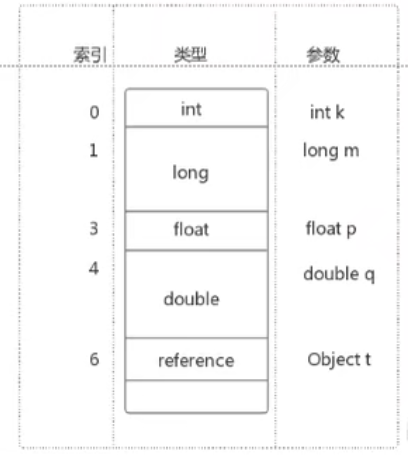 索引 类型 参数
0 int int k
1 long long m
3 float float p
4 double double q
6 reference Object t